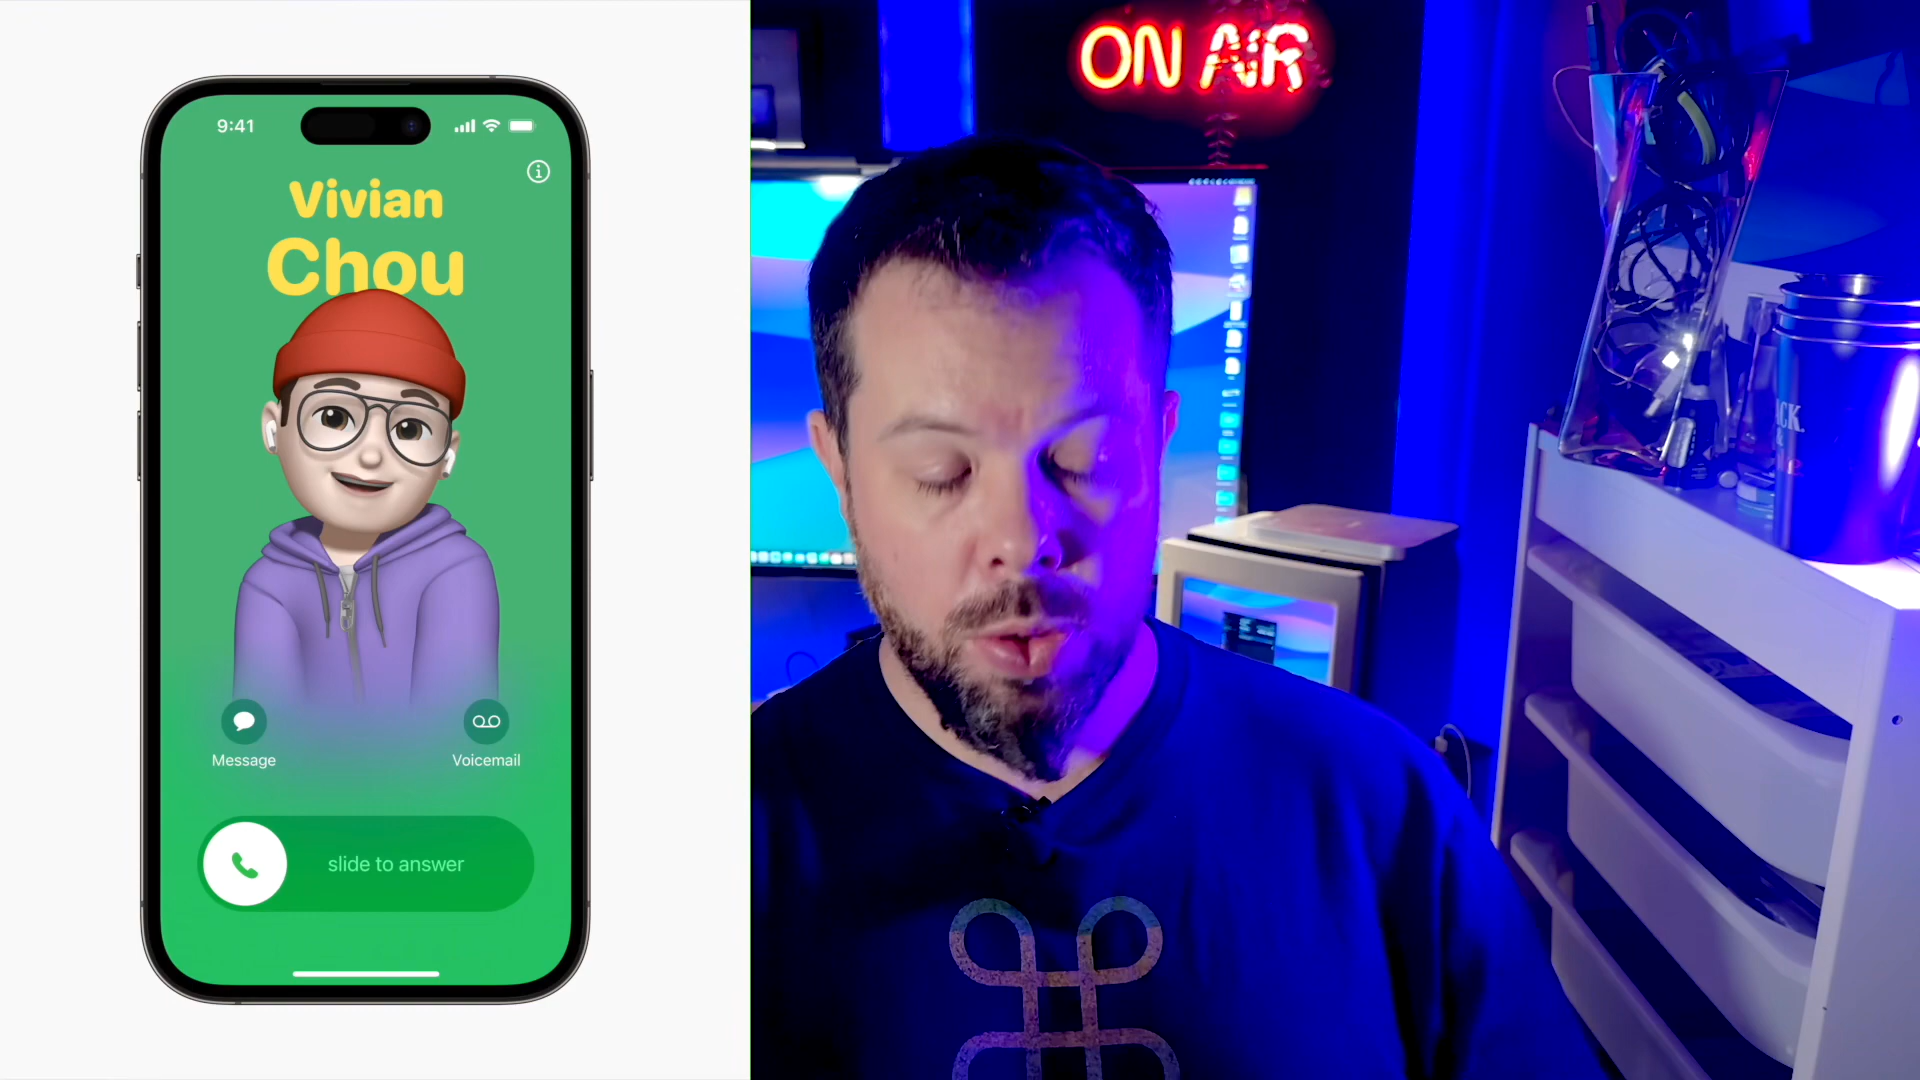 9:41
Vivian
Chou
Message
Voicemail
slide to answer
ON AIR